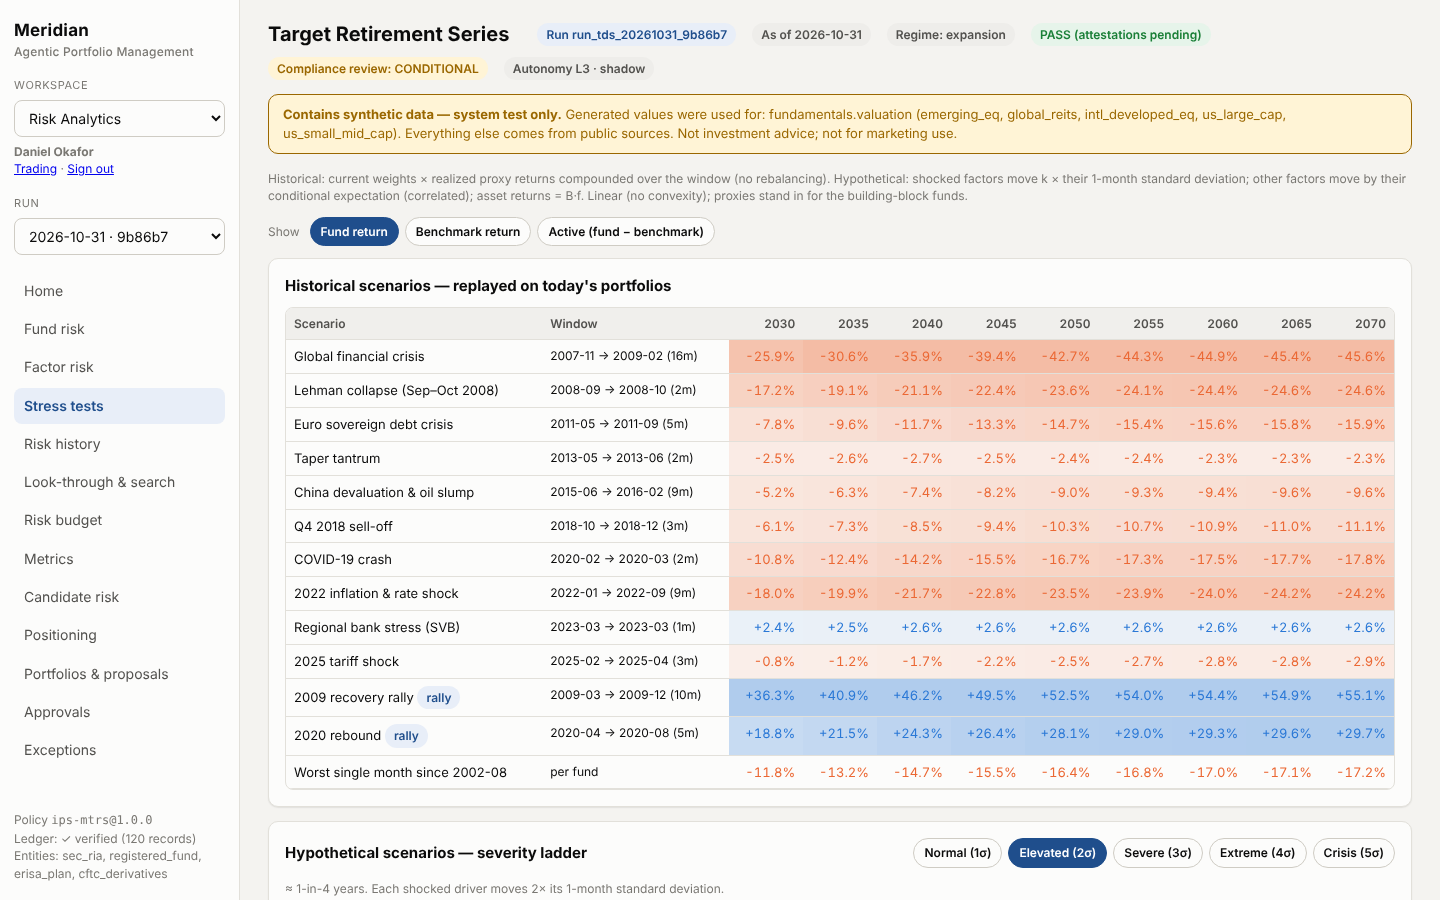 Meridian
Agentic Portfolio Management
WORKSPACE
Risk Analytics
Daniel Okafor
Trading · Sign out
RUN
2026-10-31 · 9b86b7
Home
Fund risk
Factor risk
Stress tests
Risk history
Look-through & search
Risk budget
Metrics
Candidate risk
Positioning
Portfolios & proposals
Approvals
Exceptions
Policy ips-mtrs@1.0.0
Ledger: ✓ verified (120 records)
Entities: sec_ria, registered_fund,
erisa_plan, cftc_derivatives
Target Retirement Series Run run_tds_20261031_9b86b7 As of 2026-10-31 Regime: expansion PASS (attestations pending)
Compliance review: CONDITIONAL Autonomy L3 · shadow
Contains synthetic data — system test only. Generated values were used for: fundamentals.valuation (emerging_eq, global_reits, intl_developed_eq, us_large_cap,
us_small_mid_cap). Everything else comes from public sources. Not investment advice; not for marketing use.
Historical: current weights × realized proxy returns compounded over the window (no rebalancing). Hypothetical: shocked factors move k × their 1-month standard deviation; other factors move by their
conditional expectation (correlated); asset returns = B·f. Linear (no convexity); proxies stand in for the building-block funds.
Show Fund return Benchmark return Active (fund − benchmark)
Historical scenarios — replayed on today's portfolios
Scenario Window 2030 2035 2040 2045 2050 2055 2060 2065 2070
Global financial crisis 2007-11 → 2009-02 (16m) -25.9% -30.6% -35.9% -39.4% -42.7% -44.3% -44.9% -45.4% -45.6%
Lehman collapse (Sep–Oct 2008) 2008-09 → 2008-10 (2m) -17.2% -19.1% -21.1% -22.4% -23.6% -24.1% -24.4% -24.6% -24.6%
Euro sovereign debt crisis 2011-05 → 2011-09 (5m) -7.8% -9.6% -11.7% -13.3% -14.7% -15.4% -15.6% -15.8% -15.9%
Taper tantrum 2013-05 → 2013-06 (2m) -2.5% -2.6% -2.7% -2.5% -2.4% -2.4% -2.3% -2.3% -2.3%
China devaluation & oil slump 2015-06 → 2016-02 (9m) -5.2% -6.3% -7.4% -8.2% -9.0% -9.3% -9.4% -9.6% -9.6%
Q4 2018 sell-off 2018-10 → 2018-12 (3m) -6.1% -7.3% -8.5% -9.4% -10.3% -10.7% -10.9% -11.0% -11.1%
COVID-19 crash 2020-02 → 2020-03 (2m) -10.8% -12.4% -14.2% -15.5% -16.7% -17.3% -17.5% -17.7% -17.8%
2022 inflation & rate shock 2022-01 → 2022-09 (9m) -18.0% -19.9% -21.7% -22.8% -23.5% -23.9% -24.0% -24.2% -24.2%
Regional bank stress (SVB) 2023-03 → 2023-03 (1m) +2.4% +2.5% +2.6% +2.6% +2.6% +2.6% +2.6% +2.6% +2.6%
2025 tariff shock 2025-02 → 2025-04 (3m) -0.8% -1.2% -1.7% -2.2% -2.5% -2.7% -2.8% -2.8% -2.9%
2009 recovery rally rally 2009-03 → 2009-12 (10m) +36.3% +40.9% +46.2% +49.5% +52.5% +54.0% +54.4% +54.9% +55.1%
2020 rebound rally 2020-04 → 2020-08 (5m) +18.8% +21.5% +24.3% +26.4% +28.1% +29.0% +29.3% +29.6% +29.7%
Worst single month since 2002-08 per fund -11.8% -13.2% -14.7% -15.5% -16.4% -16.8% -17.0% -17.1% -17.2%
Hypothetical scenarios — severity ladder Normal (1σ) Elevated (2σ) Severe (3σ) Extreme (4σ) Crisis (5σ)
≈ 1-in-4 years. Each shocked driver moves 2× its 1-month standard deviation.